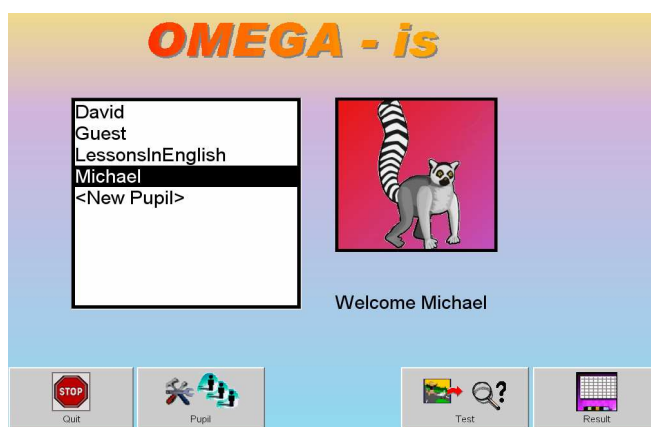 OMEGA - is
David
Guest
LessonsInEnglish
Michael
<New Pupil>
Welcome Michael
STOP
Quit
Pupil
Test
Result